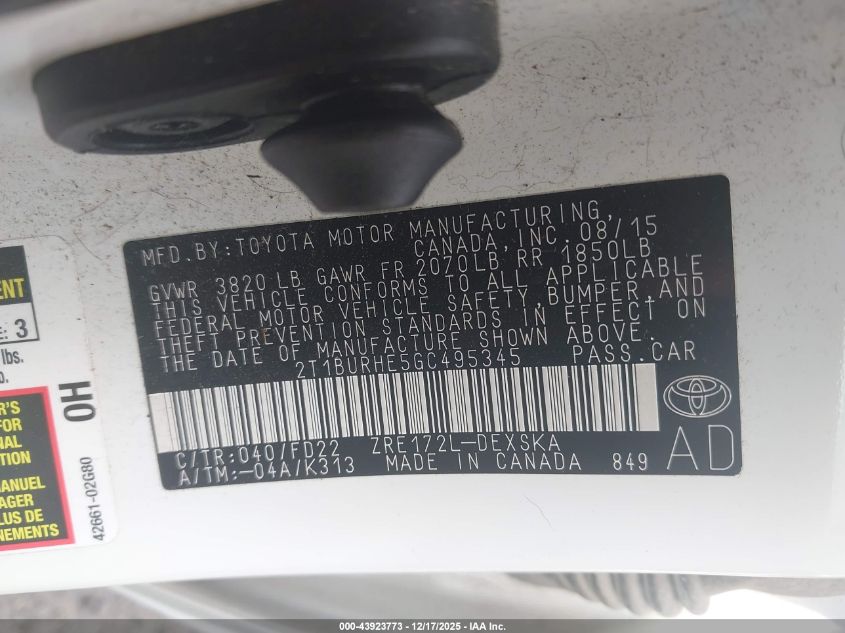 MFD. BY: TOYOTA MOTOR MANUFACTURING,
CANADA, INC. 08/15
GVWR 3820 LB GAWR FR 2070LB RR 1850LB
THIS VEHICLE CONFORMS TO ALL APPLICABLE
FEDERAL MOTOR VEHICLE SAFETY, BUMPER, AND
THEFT PREVENTION STANDARDS IN EFFECT ON
THE DATE OF MANUFACTURE SHOWN ABOVE.
2T1BURHE5GC495345 PASS.CAR
C/TR:040/FD22 ZRE172L-DEXSKA
A/TM:-04A/K313 MADE IN CANADA 849
AD
ENT
E: 3
lbs.
OH
R'S
FOR
NAL
TION
MANUEL
AGER
LUS DE
NEMENTS
42661-02G80
000-43923773 - 12/17/2025 - IAA Inc.